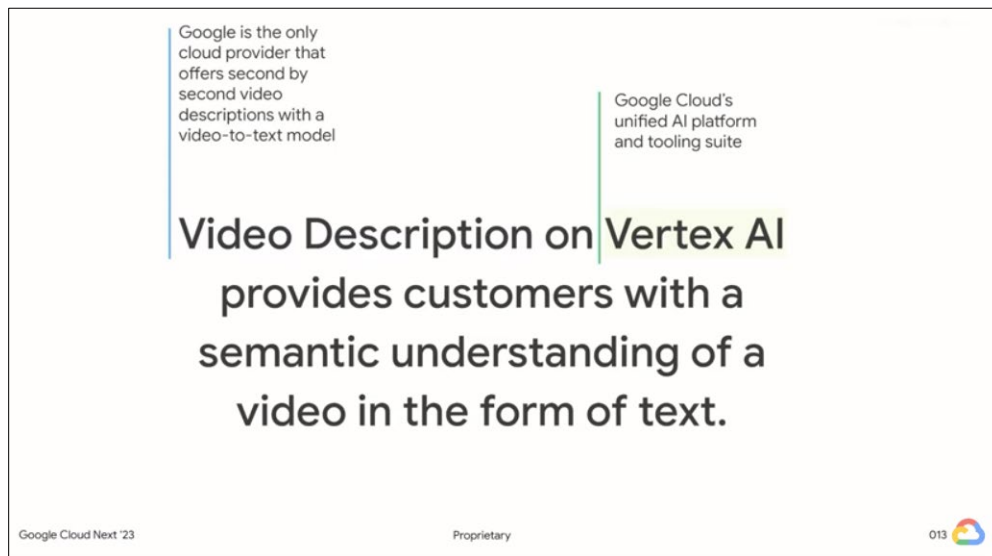 Google is the only
cloud provider that
offers second by
second video
descriptions with a
video-to-text model
Google Cloud's
unified AI platform
and tooling suite
Video Description on Vertex AI
provides customers with a
semantic understanding of a
video in the form of text.
Google Cloud Next '23
Proprietary
013